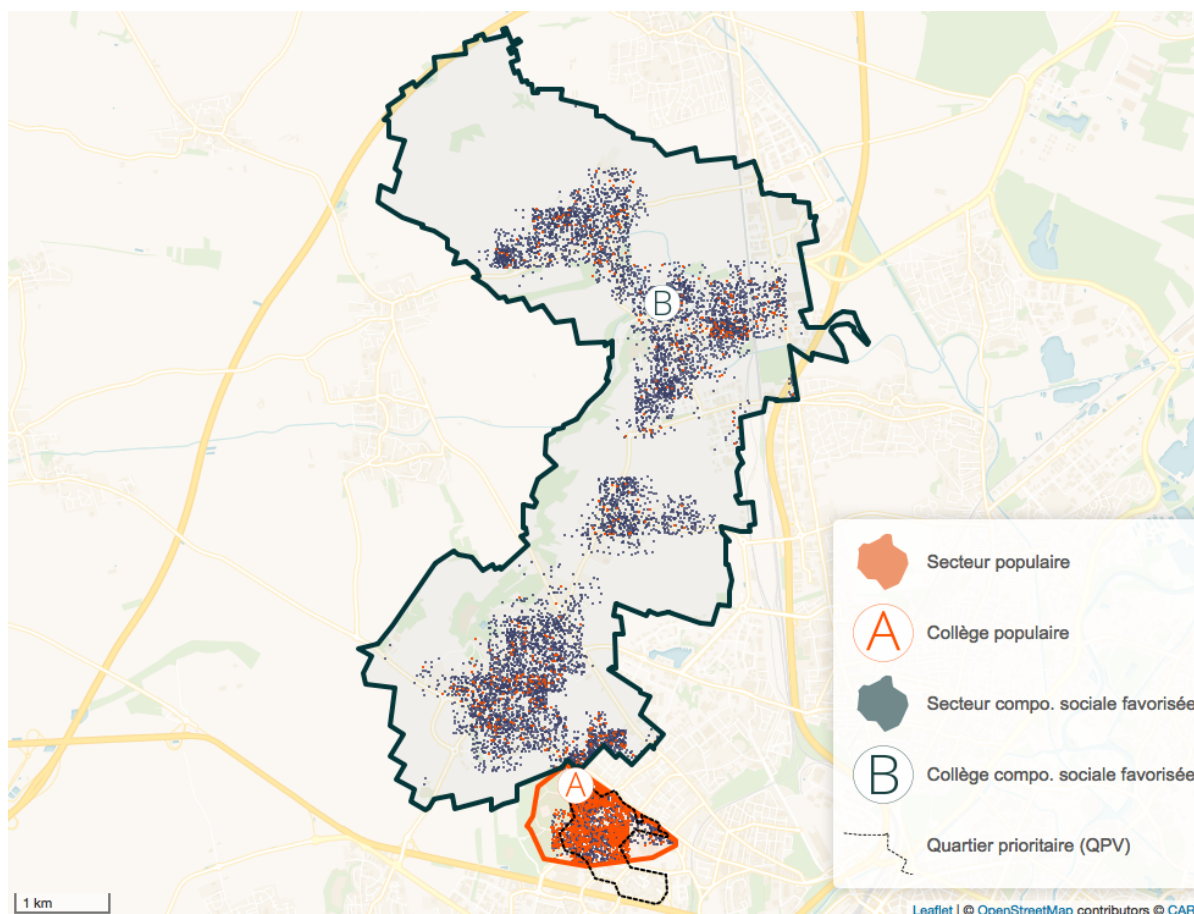 B
A
Secteur populaire
A
Collège populaire
Secteur compo. sociale favorisée
B
Collège compo. sociale favorisée
Quartier prioritaire (QPV)
1 km
Leaflet | © OpenStreetMap contributors © CAR